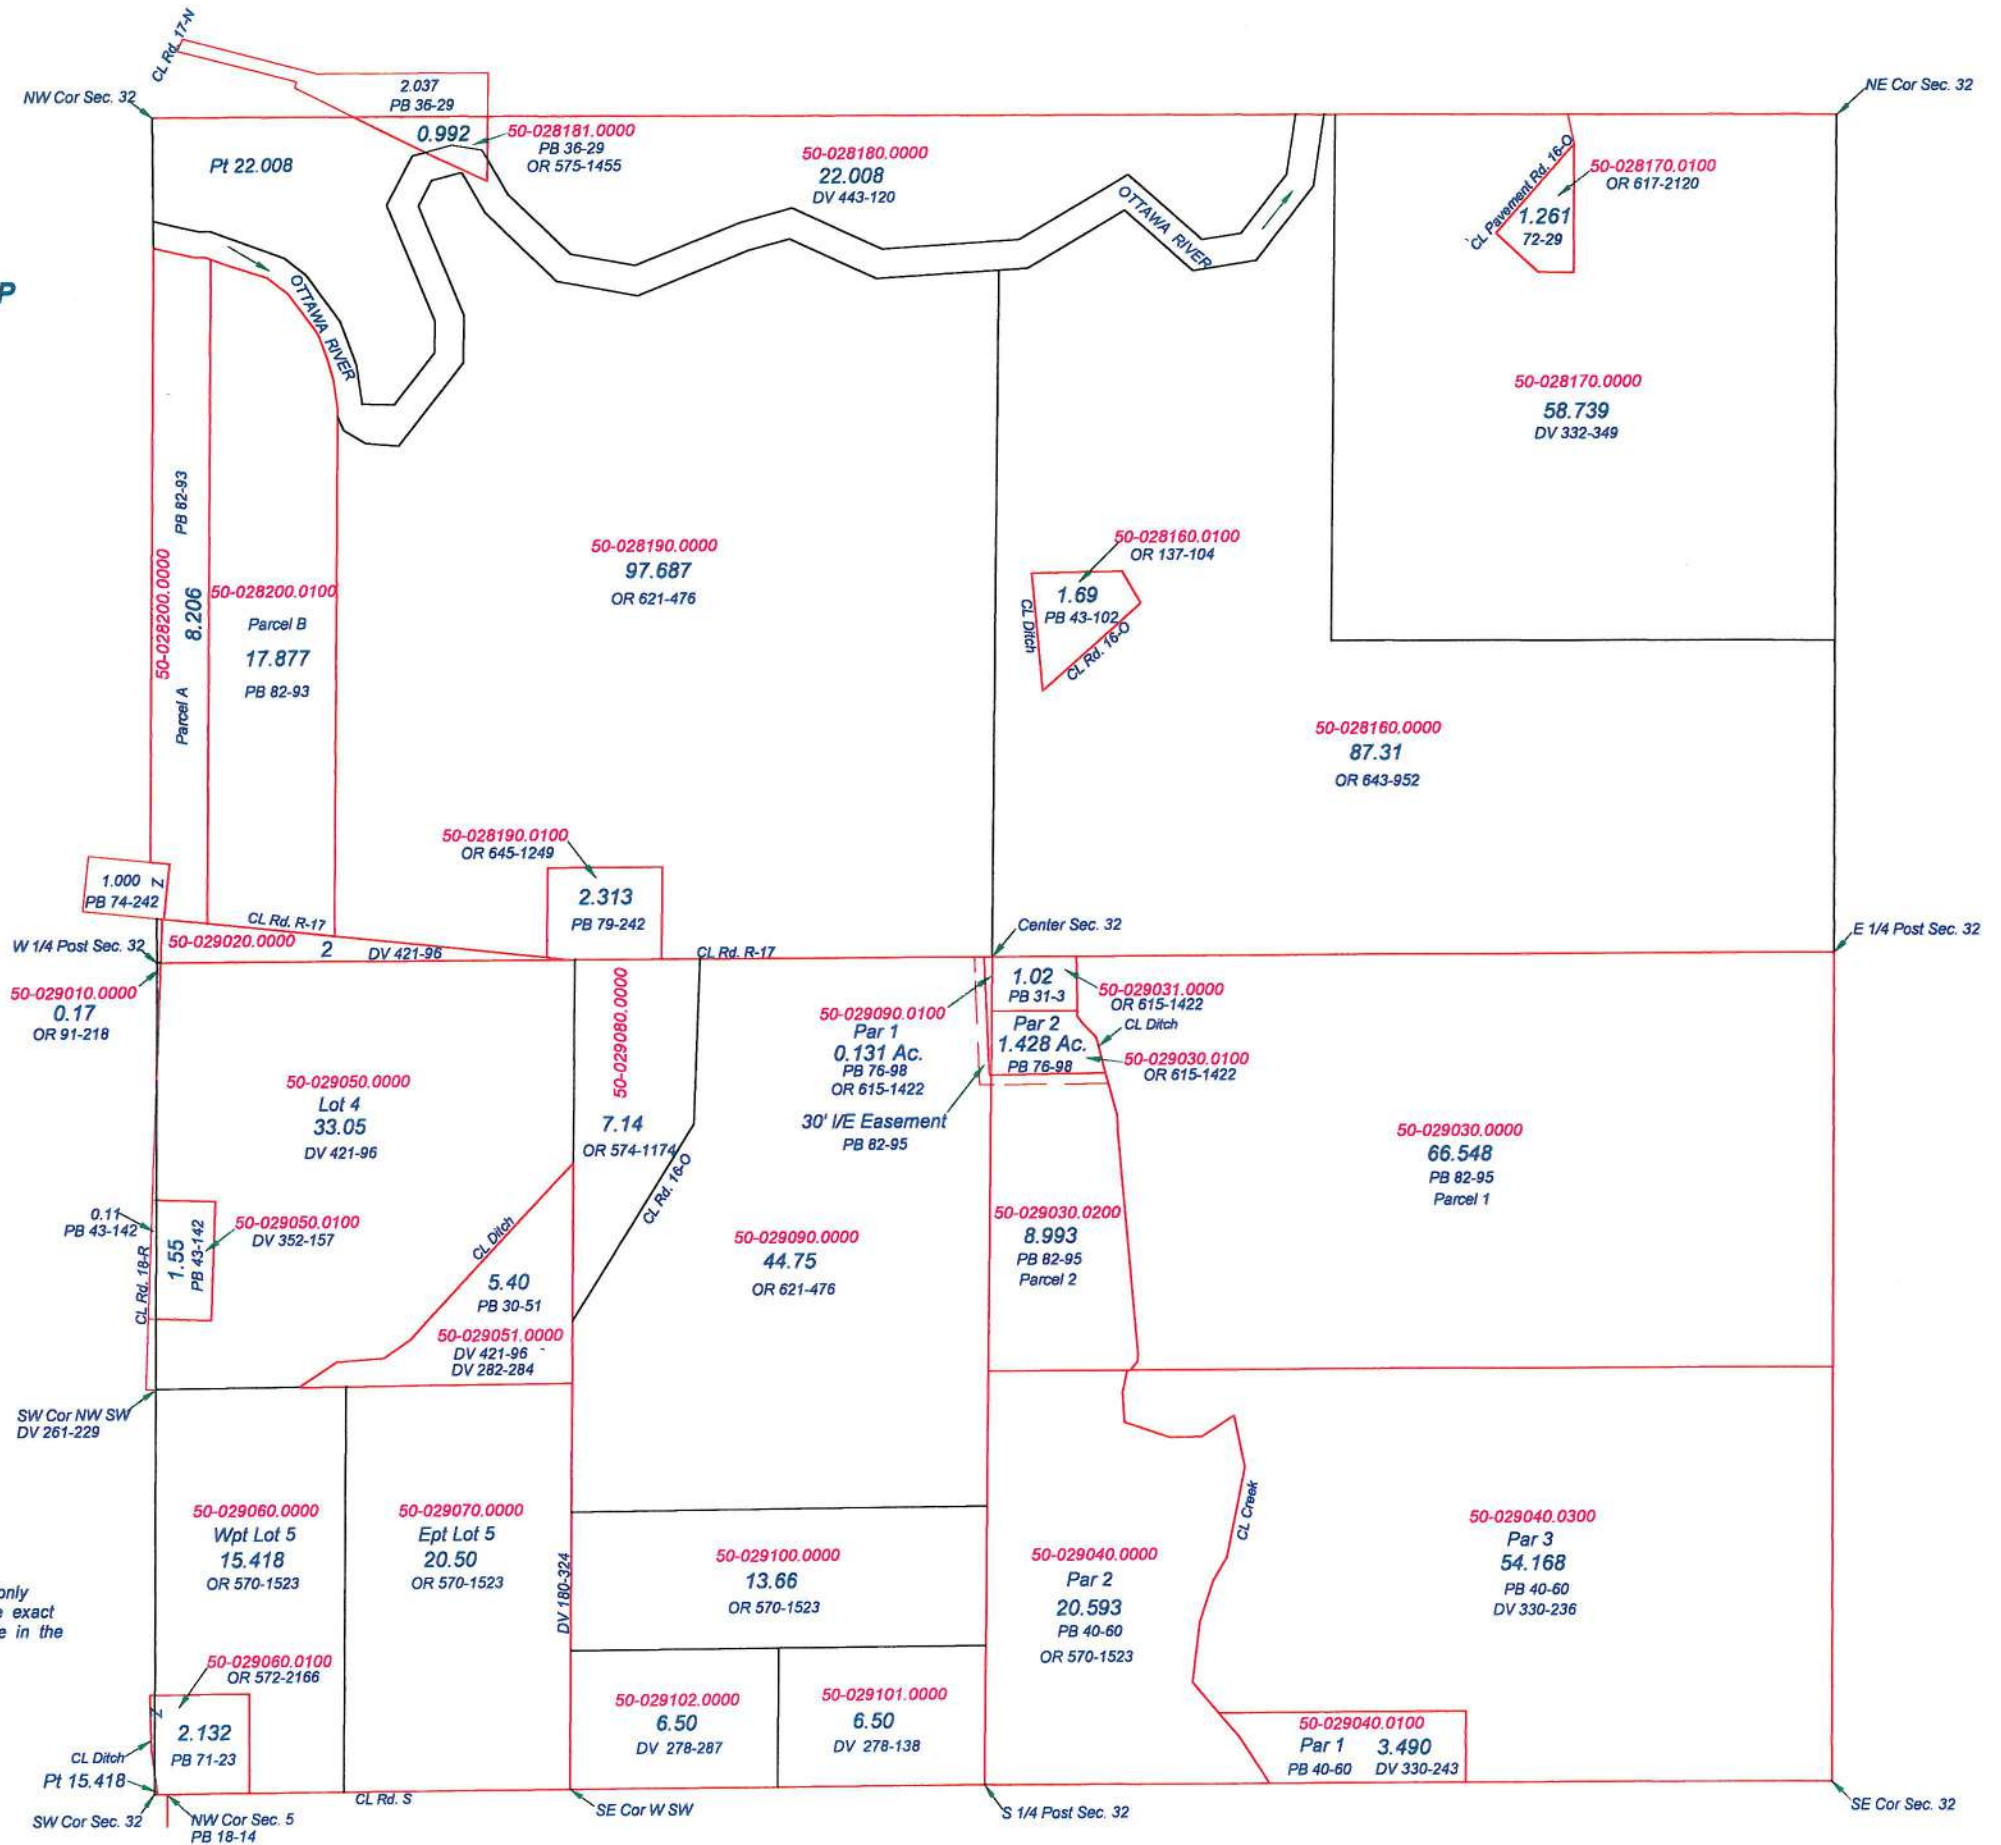 CL Rd. 17-N
2.037
PB 36-29
NW Cor Sec. 32
NE Cor Sec. 32
0.992
50-028181.0000
PB 36-29
OR 575-1455
Pt 22.008
50-028180.0000
22.008
DV 443-120
OTTAWA RIVER
CL Pavement Rd. 16-O
50-028170.0100
OR 617-2120
1.261
72-29
P
OTTAWA RIVER
50-028170.0000
58.739
DV 332-349
PB 82-93
50-028200.0000
8.206
Parcel A
50-028200.0100
Parcel B
17.877
PB 82-93
50-028190.0000
97.687
OR 621-476
50-028160.0100
OR 137-104
1.69
PB 43-102
CL Ditch
CL Rd. 16-O
50-028160.0000
87.31
OR 643-952
50-028190.0100
OR 645-1249
2.313
PB 79-242
1.000
Z
PB 74-242
CL Rd. R-17
W 1/4 Post Sec. 32
50-029020.0000
2
DV 421-96
CL Rd. R-17
Center Sec. 32
E 1/4 Post Sec. 32
50-029010.0000
0.17
OR 91-218
50-029080.0000
7.14
OR 574-1174
50-029090.0100
Par 1
0.131 Ac.
PB 76-98
OR 615-1422
30' I/E Easement
PB 82-95
1.02
PB 31-3
50-029031.0000
OR 615-1422
CL Ditch
Par 2
1.428 Ac.
PB 76-98
50-029030.0100
OR 615-1422
50-029050.0000
Lot 4
33.05
DV 421-96
CL Rd. 16-O
50-029030.0000
66.548
PB 82-95
Parcel 1
0.11
PB 43-142
CL Rd. 18-R
1.55
PB 43-142
50-029050.0100
DV 352-157
CL Ditch
5.40
PB 30-51
50-029051.0000
DV 421-96
DV 282-284
50-029090.0000
44.75
OR 621-476
50-029030.0200
8.993
PB 82-95
Parcel 2
SW Cor NW SW
DV 261-229
50-029060.0000
Wpt Lot 5
15.418
OR 570-1523
50-029070.0000
Ept Lot 5
20.50
OR 570-1523
DV 180-324
50-029100.0000
13.66
OR 570-1523
50-029040.0000
Par 2
20.593
PB 40-60
OR 570-1523
CL Creek
50-029040.0300
Par 3
54.168
PB 40-60
DV 330-236
only
exact
e in the
50-029060.0100
OR 572-2166
Z
2.132
PB 71-23
CL Ditch
Pt 15.418
50-029102.0000
6.50
DV 278-287
50-029101.0000
6.50
DV 278-138
50-029040.0100
Par 1 3.490
PB 40-60 DV 330-243
SW Cor Sec. 32
NW Cor Sec. 5
PB 18-14
CL Rd. S
SE Cor W SW
S 1/4 Post Sec. 32
SE Cor Sec. 32